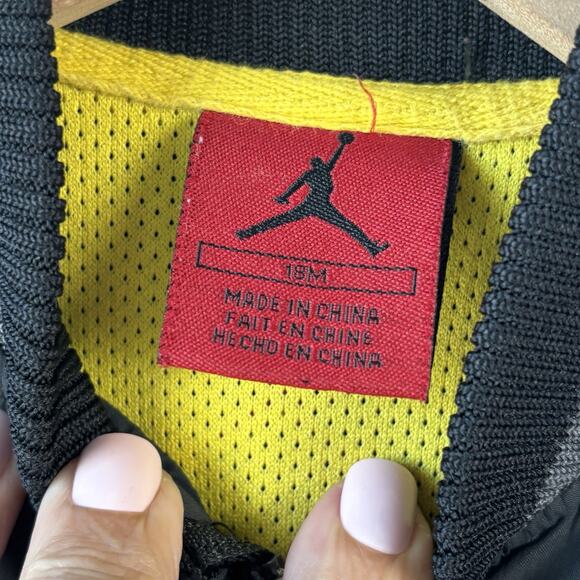 18M
MADE IN CHINA
FAIT EN CHINE
HECHO EN CHINA